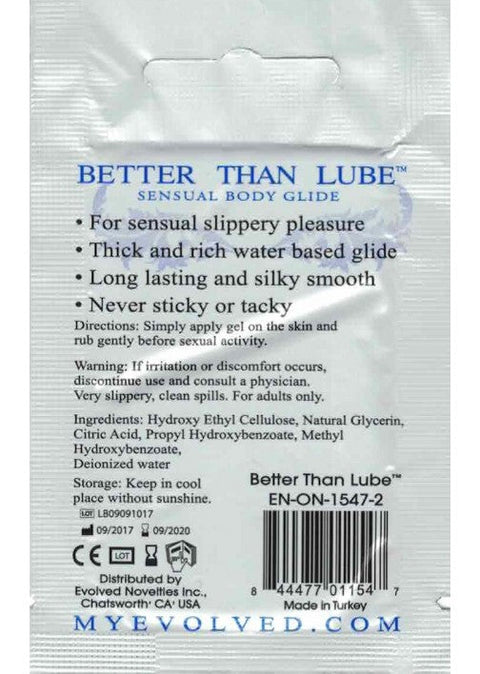 BETTER THAN LUBE™
SENSUAL BODY GLIDE
• For sensual slippery pleasure
• Thick and rich water based glide
• Long lasting and silky smooth
• Never sticky or tacky
Directions: Simply apply gel on the skin and
rub gently before sexual activity.
Warning: If irritation or discomfort occurs,
discontinue use and consult a physician.
Very slippery, clean spills. For adults only.
Ingredients: Hydroxy Ethyl Cellulose, Natural Glycerin,
Citric Acid, Propyl Hydroxybenzoate, Methyl
Hydroxybenzoate,
Deionized water
Storage: Keep in cool
place without sunshine.
LOT LB09091017
09/2017 09/2020
CE LOT
Distributed by
Evolved Novelties Inc.,
Chatsworth' CA' USA
Better Than Lube™
EN-ON-1547-2
8 44477 01154 7
Made in Turkey
MYEVOLVED.COM